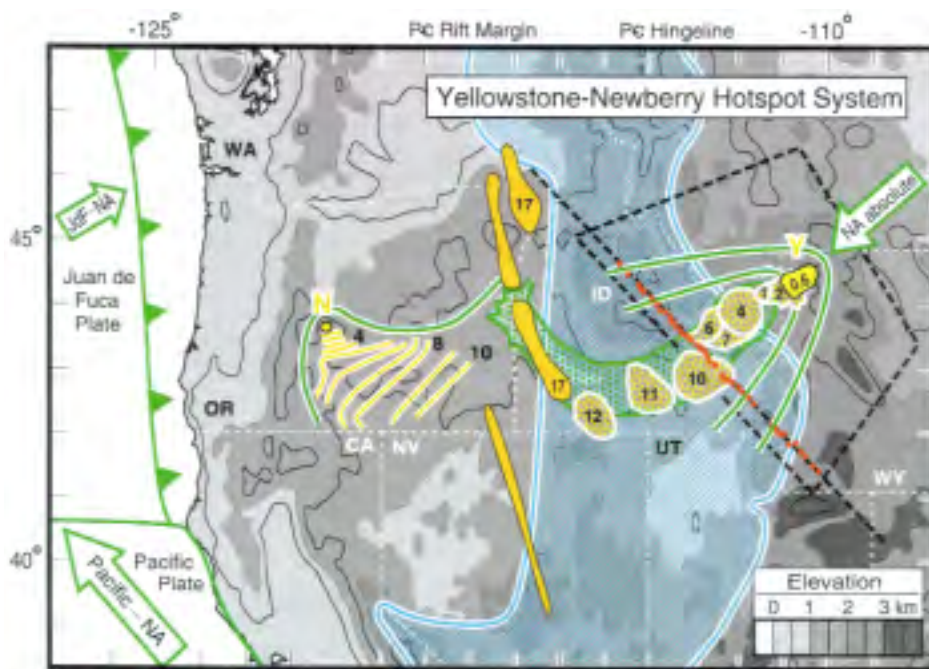 -125°
P𝖢 Rift Margin
P𝖢 Hingeline
-110°
Yellowstone-Newberry Hotspot System
WA
17
JdF-NA
NA absolute
45°
Y
ID
1
2
0.6
Juan de
Fuca
Plate
N
4
8
10
6
4
7
17
12
11
10
OR
CA
NV
UT
WY
40°
Pacific
Plate
Pacific - NA
Elevation
0 1 2 3 km